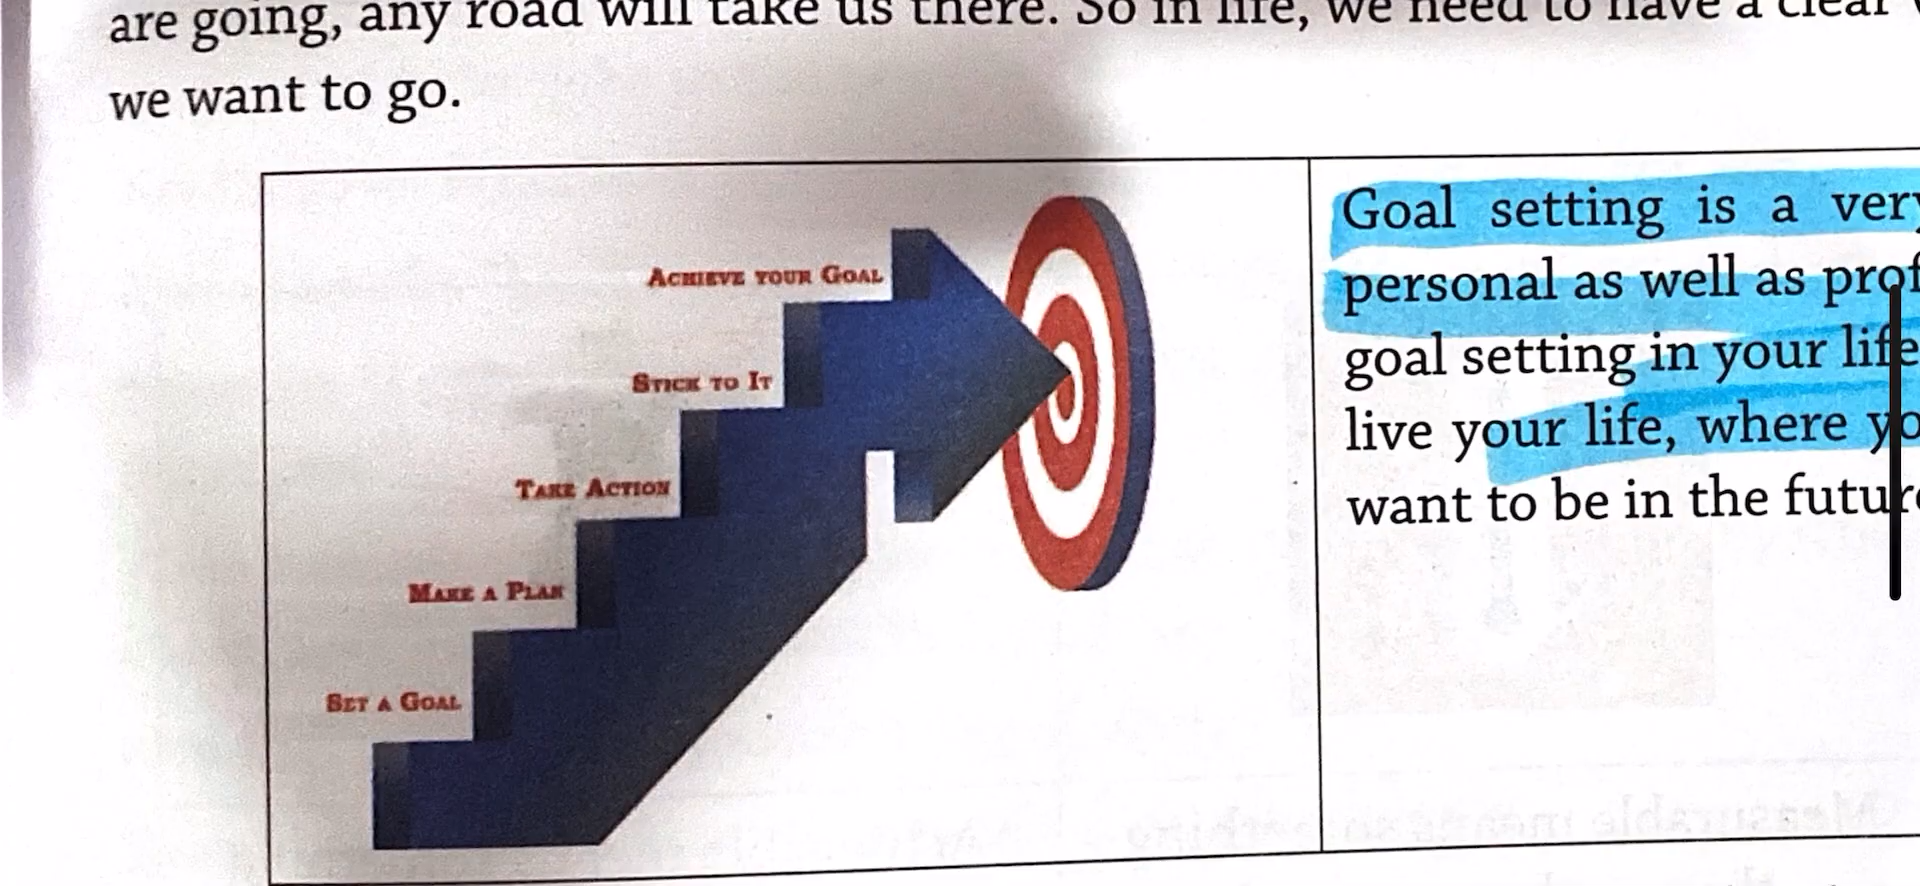 are going, any road will take us there. So in life, we need to have a clear
we want to go.
ACHIEVE YOUR GOAL
STICK TO IT
TAKE ACTION
MAKE A PLAN
SET A GOAL
Goal setting is a very
personal as well as prof
goal setting in your life
live your life, where yo
want to be in the future